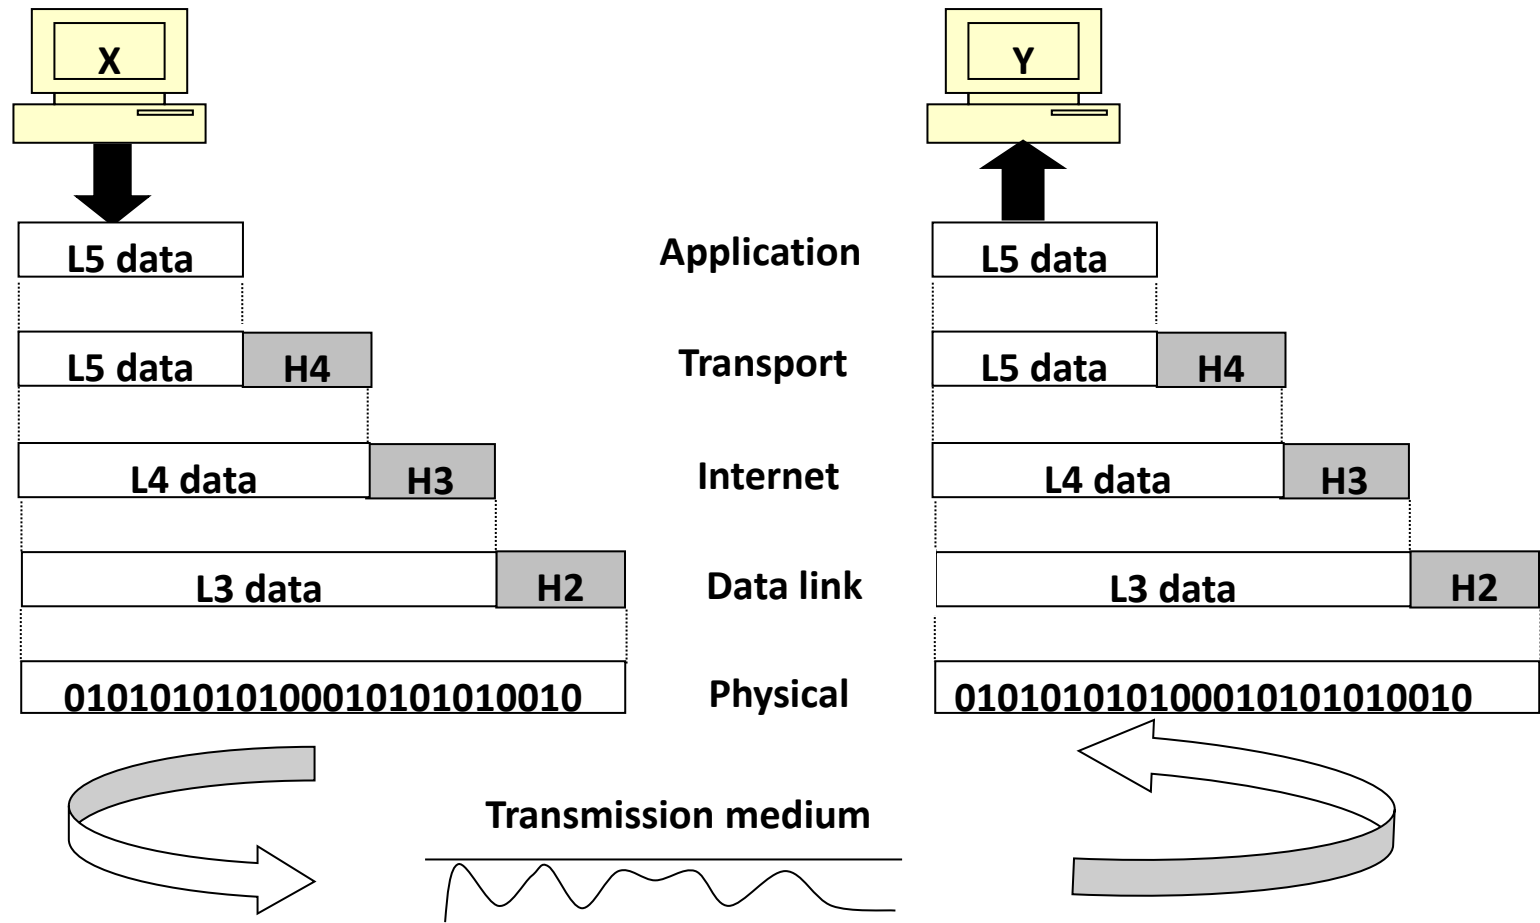 X
Y
L5 data
Application
L5 data
L5 data H4
Transport
L5 data H4
L4 data H3
Internet
L4 data H3
L3 data H2
Data link
L3 data H2
010101010100010101010010
Physical
010101010100010101010010
Transmission medium